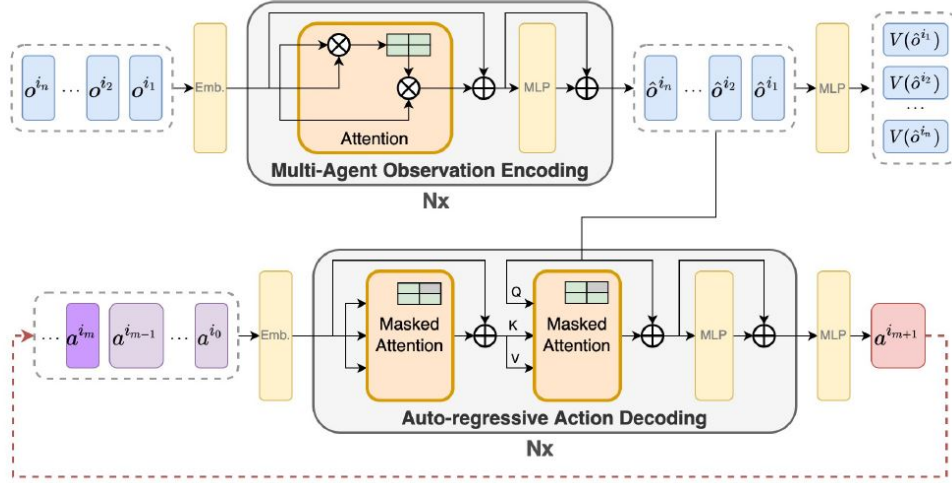 o^{i_n} ... o^{i_2} o^{i_1}
Emb.
Attention
MLP
Multi-Agent Observation Encoding
Nx
ô^{i_n} ... ô^{i_2} ô^{i_1}
MLP
V(ô^{i_1})
V(ô^{i_2})
...
V(ô^{i_n})
... a^{i_m} a^{i_{m-1}} ... a^{i_0}
Emb.
Masked
Attention
Q
K
V
Masked
Attention
MLP
Auto-regressive Action Decoding
Nx
MLP
a^{i_{m+1}}